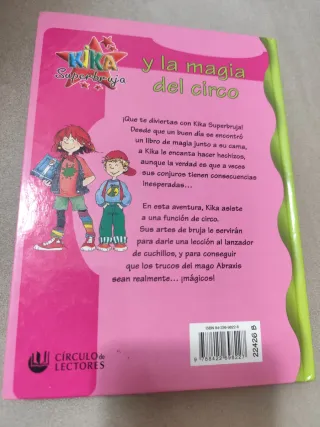 KIKA
Superbruja
y la magia
del circo
¡Que te diviertas con Kika Superbruja!
Desde que un buen día se encontró
un libro de magia junto a su cama,
a Kika le encanta hacer hechizos,
aunque la verdad es que a veces
sus conjuros tienen consecuencias
inesperadas...
En esta aventura, Kika asiste
a una función de circo.
Sus artes de bruja le servirán
para darle una lección al lanzador
de cuchillos, y para conseguir
que los trucos del mago Abraxis
sean realmente... ¡mágicos!
CÍRCULO de
LECTORES
22426 B